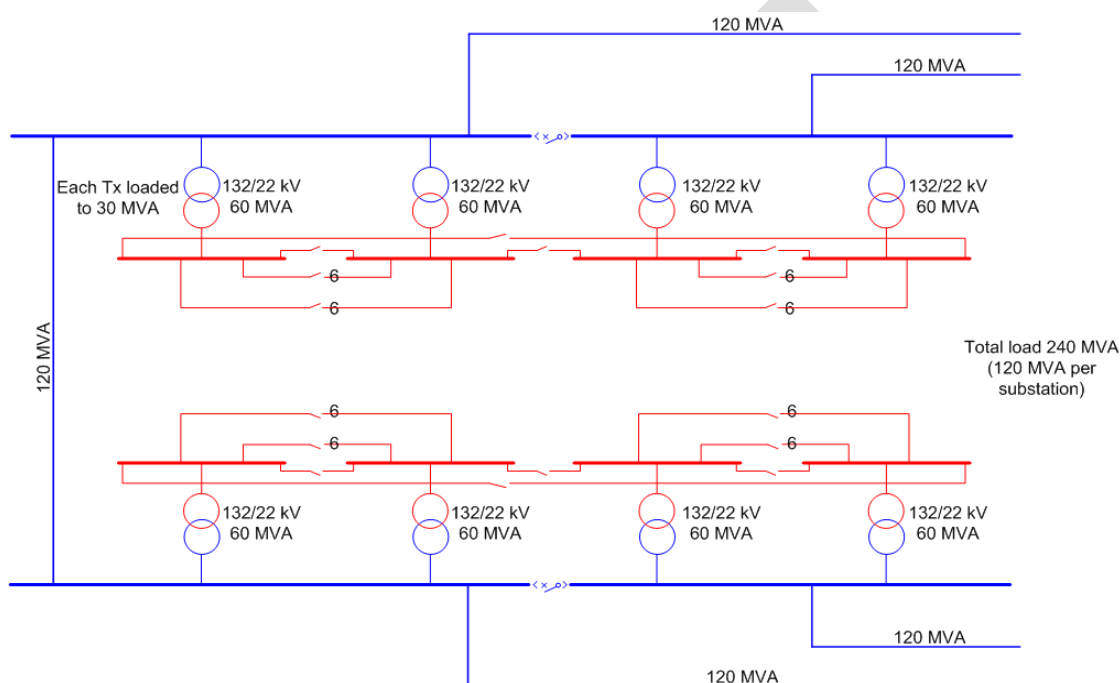 120 MVA
120 MVA
Each Tx loaded
to 30 MVA
132/22 kV
60 MVA
132/22 kV
60 MVA
132/22 kV
60 MVA
132/22 kV
60 MVA
6
6
6
6
120 MVA
Total load 240 MVA
(120 MVA per
substation)
6
6
6
6
132/22 kV
60 MVA
132/22 kV
60 MVA
132/22 kV
60 MVA
132/22 kV
60 MVA
120 MVA
120 MVA